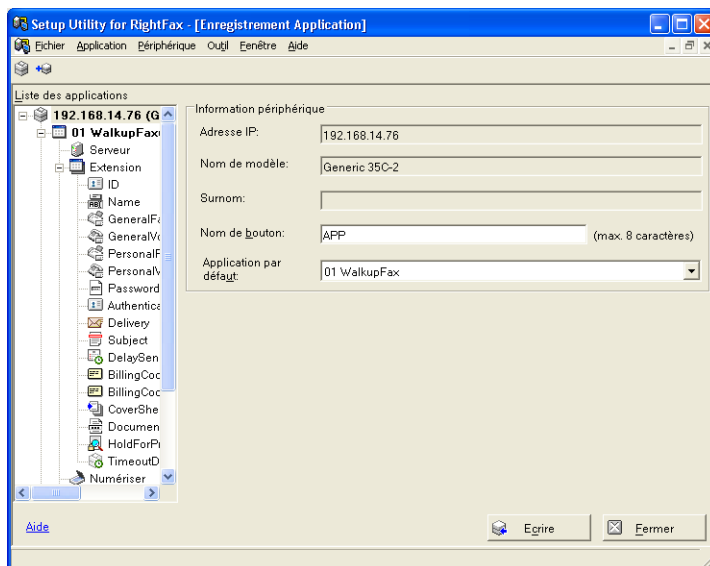 Setup Utility for RightFax - [Enregistrement Application]
Fichier Application Périphérique Outil Fenêtre Aide
Liste des applications
192.168.14.76 (G
01 WalkupFax
Serveur
Extension
ID
Name
GeneralFa
GeneralVo
PersonalF
PersonalV
Password
Authentica
Delivery
Subject
DelaySen
BillingCoc
BillingCoc
CoverShe
Documen
HoldForPr
TimeoutD
Numériser
Information périphérique
Adresse IP:
192.168.14.76
Nom de modèle:
Generic 35C-2
Surnom:
Nom de bouton:
APP
(max. 8 caractères)
Application par
défaut:
01 WalkupFax
Aide
Ecrire
Fermer